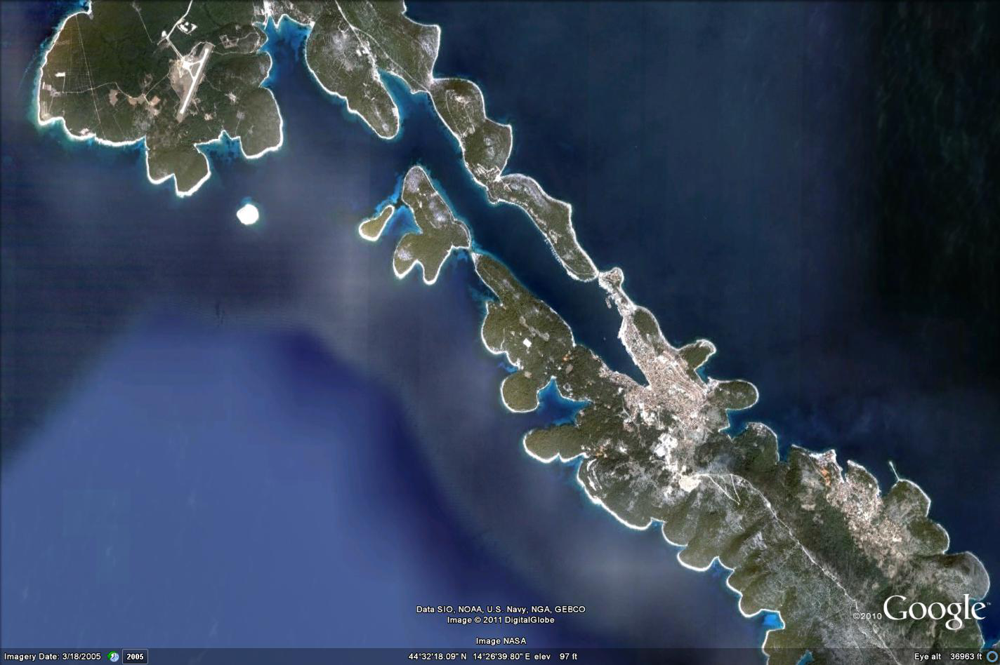 Data SIO, NOAA, U.S. Navy, NGA, GEBCO
Image © 2011 DigitalGlobe
©2010 Google™
Image NASA
Imagery Date: 3/18/2005 2005 44°32'18.09" N 14°26'39.80" E elev 97 ft Eye alt 36963 ft